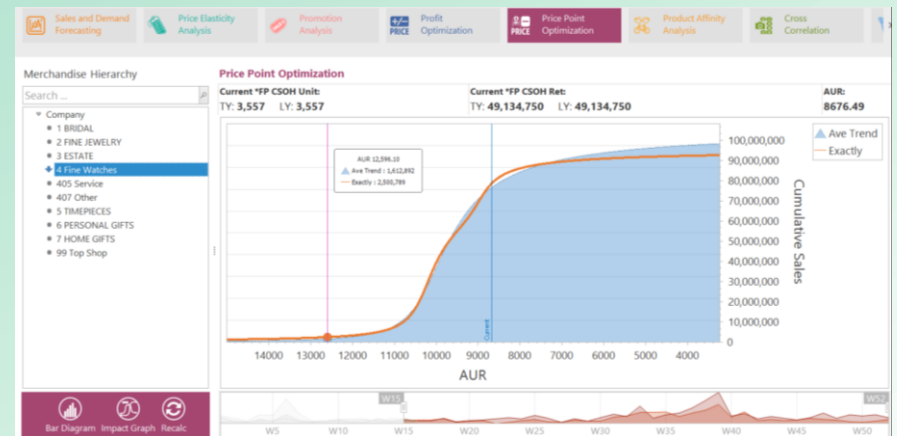 Sales and Demand Forecasting
Price Elasticity Analysis
Promotion Analysis
+/- PRICE
Profit Optimization
PRICE
Price Point Optimization
Product Affinity Analysis
Cross Correlation
Merchandise Hierarchy
Search ...
Company
1 BRIDAL
2 FINE JEWELRY
3 ESTATE
4 Fine Watches
405 Service
407 Other
5 TIMEPIECES
6 PERSONAL GIFTS
7 HOME GIFTS
99 Top Shop
Bar Diagram Impact Graph Recalc
Price Point Optimization
Current *FP CSOH Unit:
TY: 3,557 LY: 3,557
Current *FP CSOH Ret:
TY: 49,134,750 LY: 49,134,750
AUR:
8676.49
AUR 12,596.10
Ave Trend : 1,612,892
Exactly : 2,500,789
Current
Ave Trend
Exactly
100,000,000
90,000,000
80,000,000
70,000,000
60,000,000
50,000,000
40,000,000
30,000,000
20,000,000
10,000,000
0
Cumulative Sales
14000 13000 12000 11000 10000 9000 8000 7000 6000 5000 4000
AUR
W15 W52
W5 W10 W15 W20 W25 W30 W35 W40 W45 W50